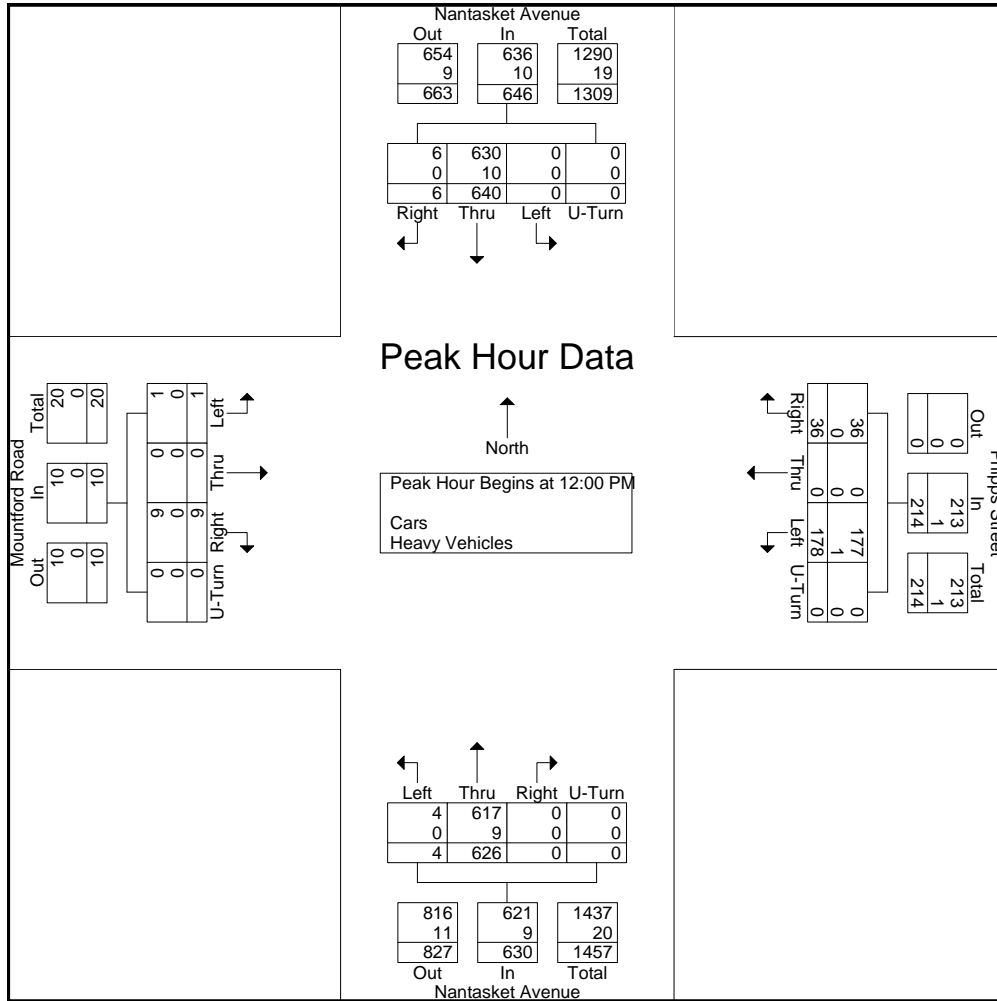 Nantasket Avenue
Out In Total
654 636 1290
9 10 19
663 646 1309
6 630 0 0
0 10 0 0
6 640 0 0
Right Thru Left U-Turn
Peak Hour Data
North
Peak Hour Begins at 12:00 PM
Cars
Heavy Vehicles
Mountford Road
Out In Total
10 10 20
0 0 0
10 10 20
Left Thru Right U-Turn
1 0 9 0
0 0 0 0
1 0 9 0
Phipps Street
Out In Total
0 213 213
0 1 1
0 214 214
36 0 177 0
0 0 1 0
36 0 178 0
Right Thru Left U-Turn
Left Thru Right U-Turn
4 617 0 0
0 9 0 0
4 626 0 0
816 621 1437
11 9 20
827 630 1457
Out In Total
Nantasket Avenue